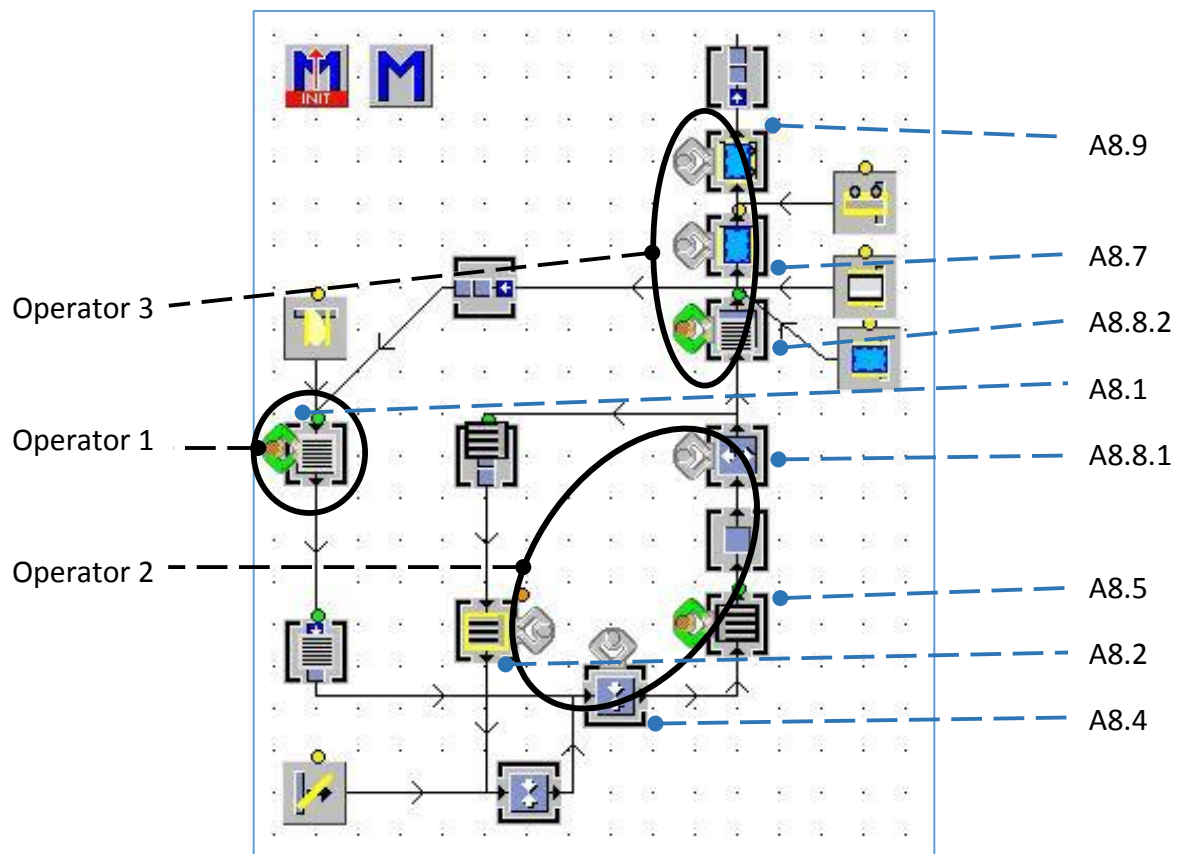 M
INIT
M
A8.9
A8.7
Operator 3
A8.8.2
A8.1
Operator 1
A8.8.1
Operator 2
A8.5
A8.2
A8.4